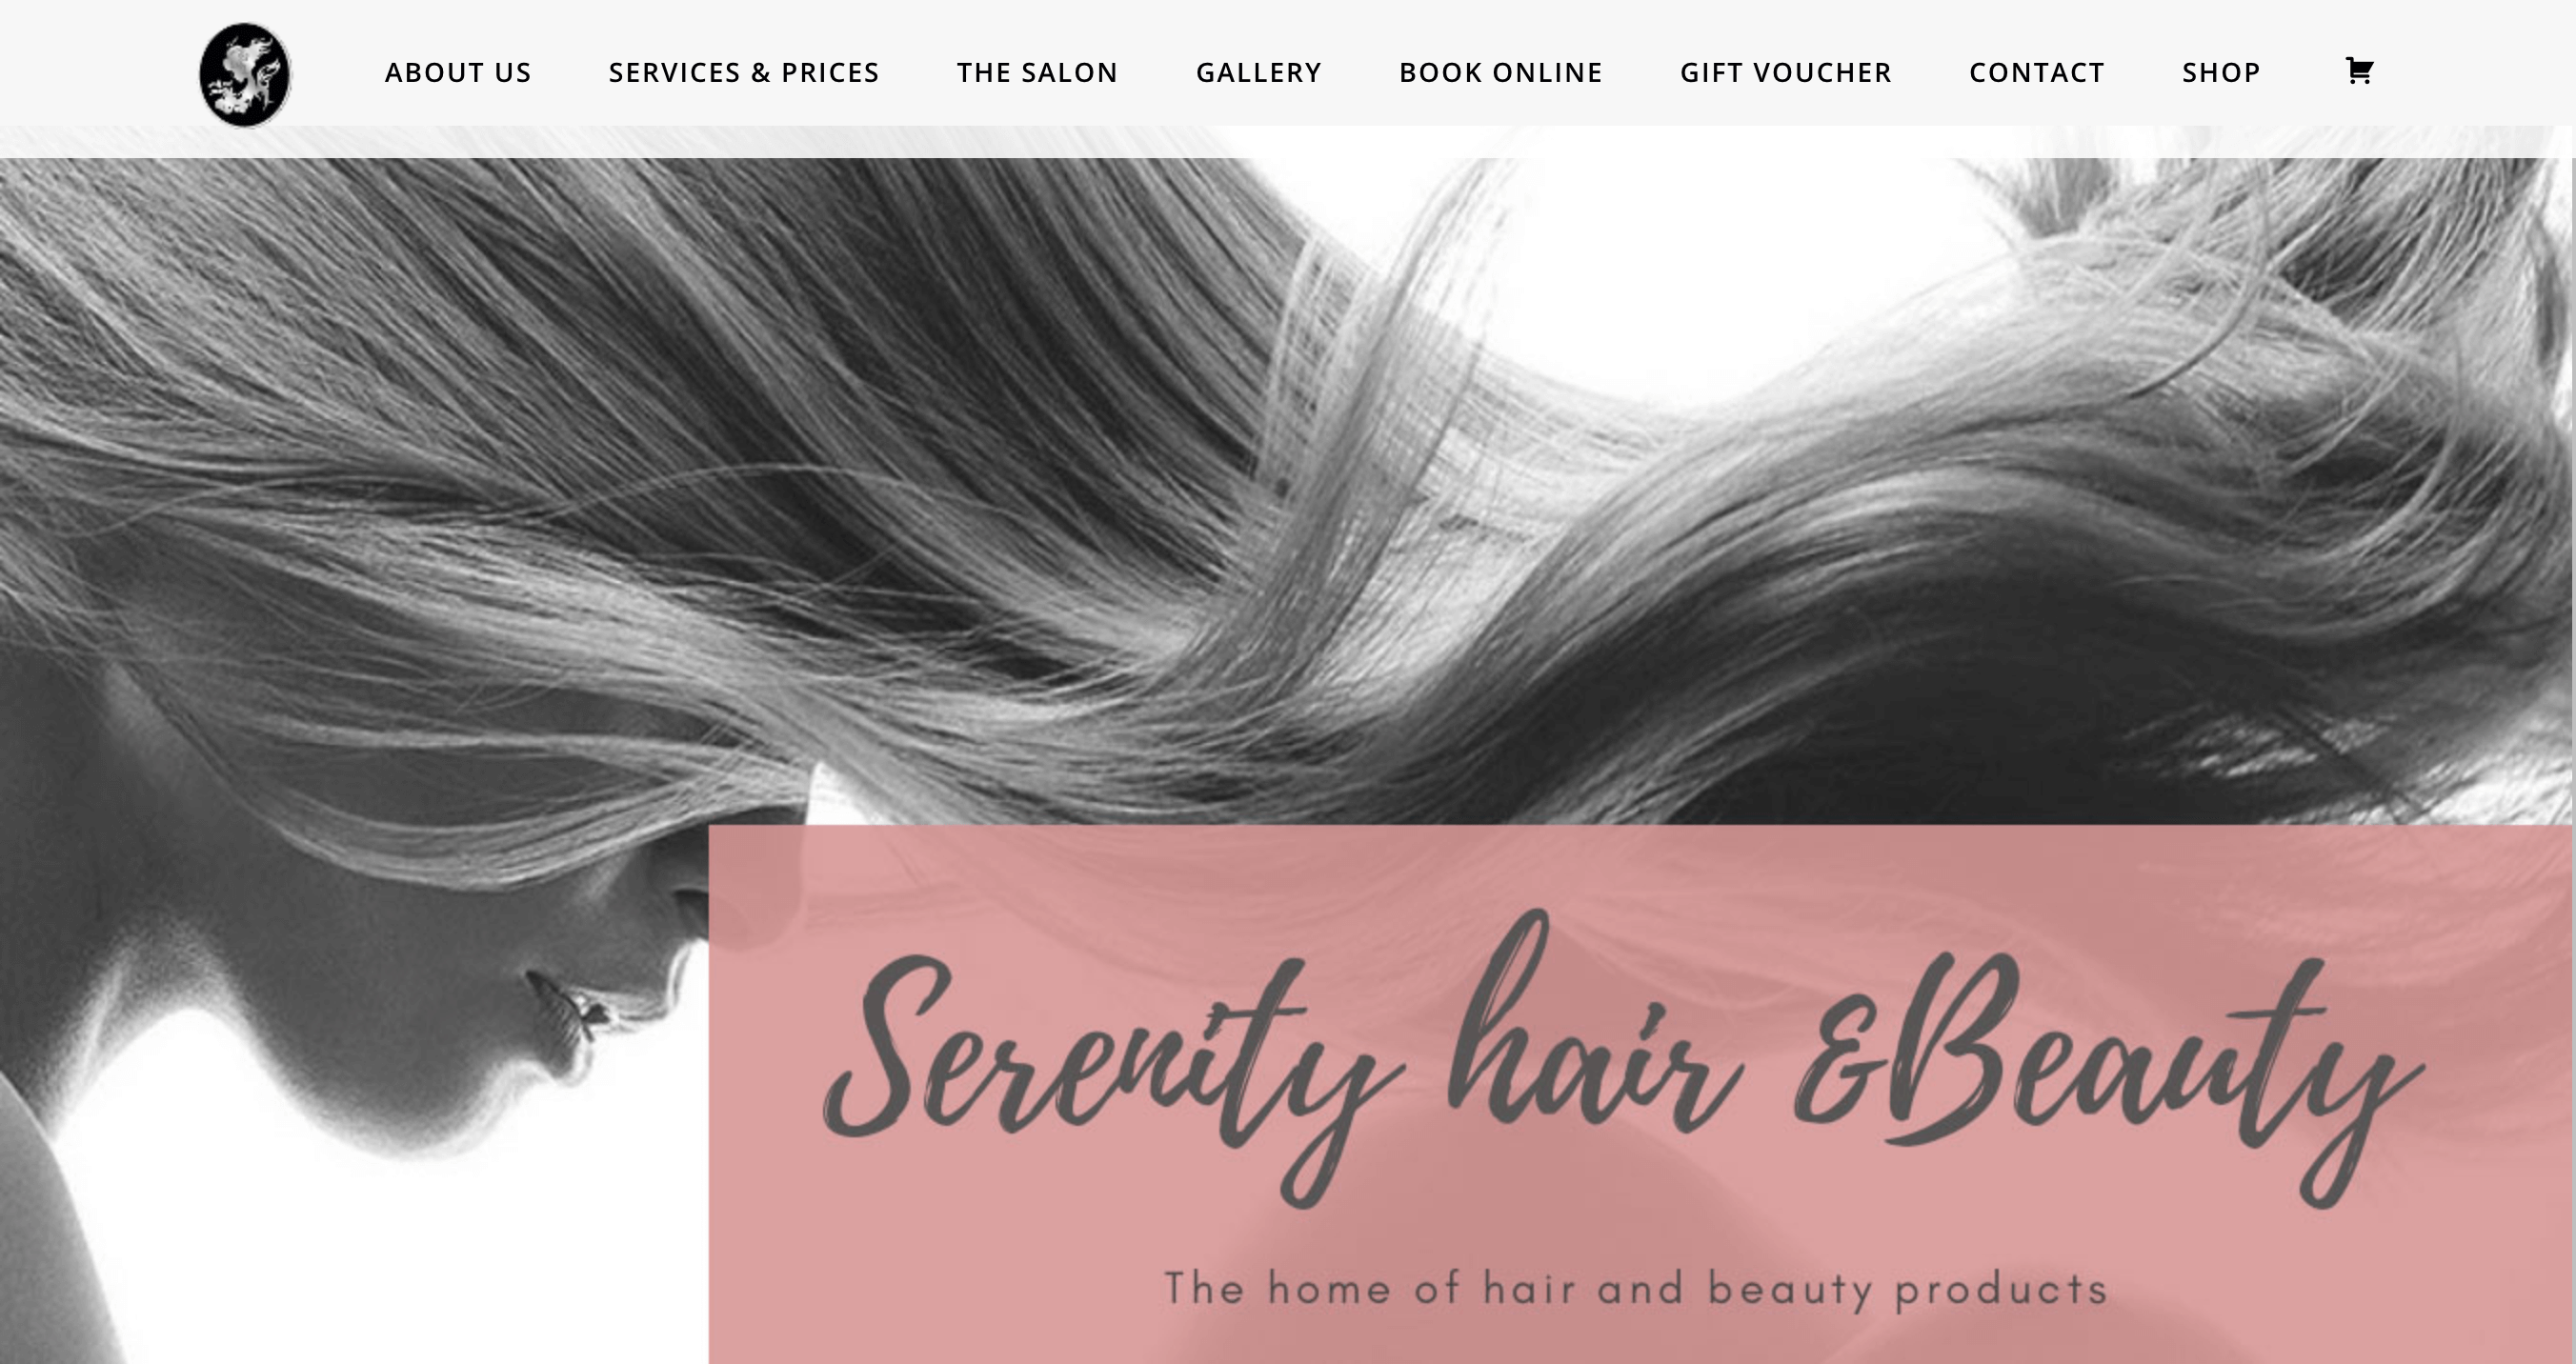 ABOUT US SERVICES & PRICES THE SALON GALLERY BOOK ONLINE GIFT VOUCHER CONTACT SHOP
Serenity hair &Beauty
The home of hair and beauty products